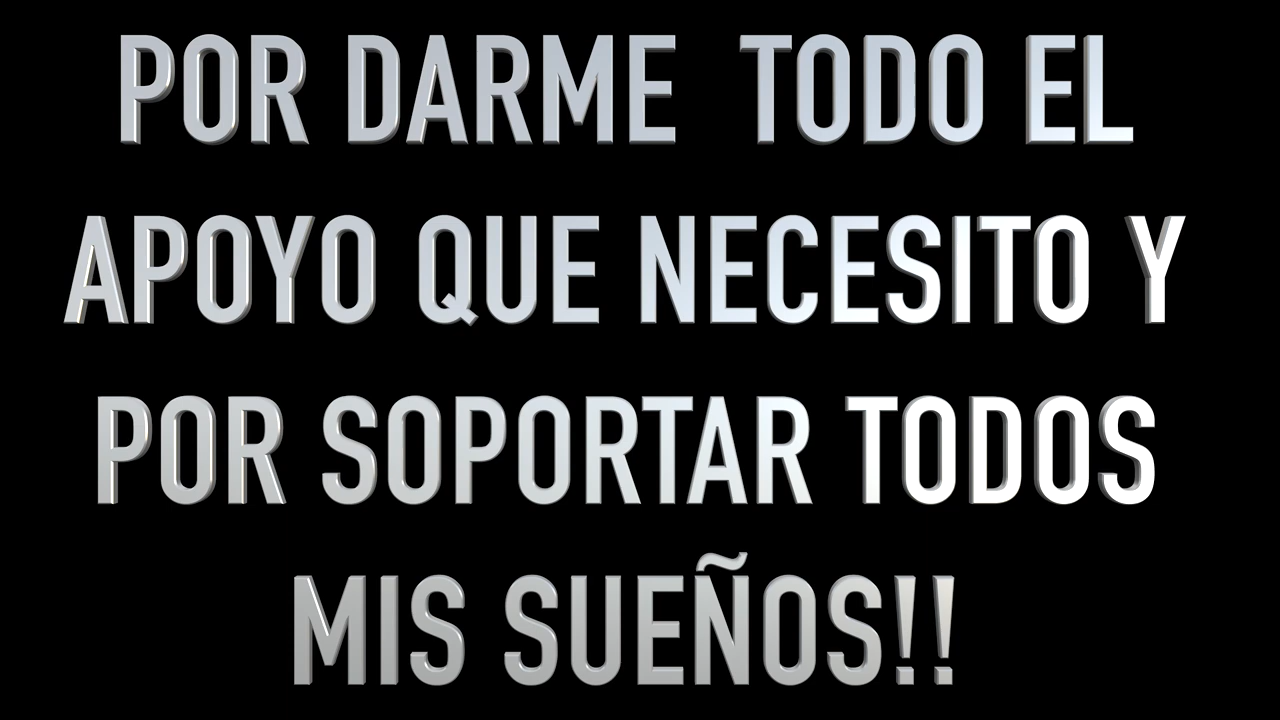 POR DARME TODO EL
APOYO QUE NECESITO Y
POR SOPORTAR TODOS
MIS SUEÑOS!!